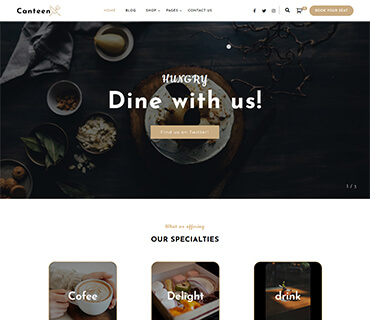 Canteen
HOME BLOG SHOP PAGES CONTACT US
BOOK YOUR SEAT
HUNGRY
Dine with us!
Find us on Twitter!
1 / 3
What we offering
OUR SPECIALTIES
Cofee
Delight
drink